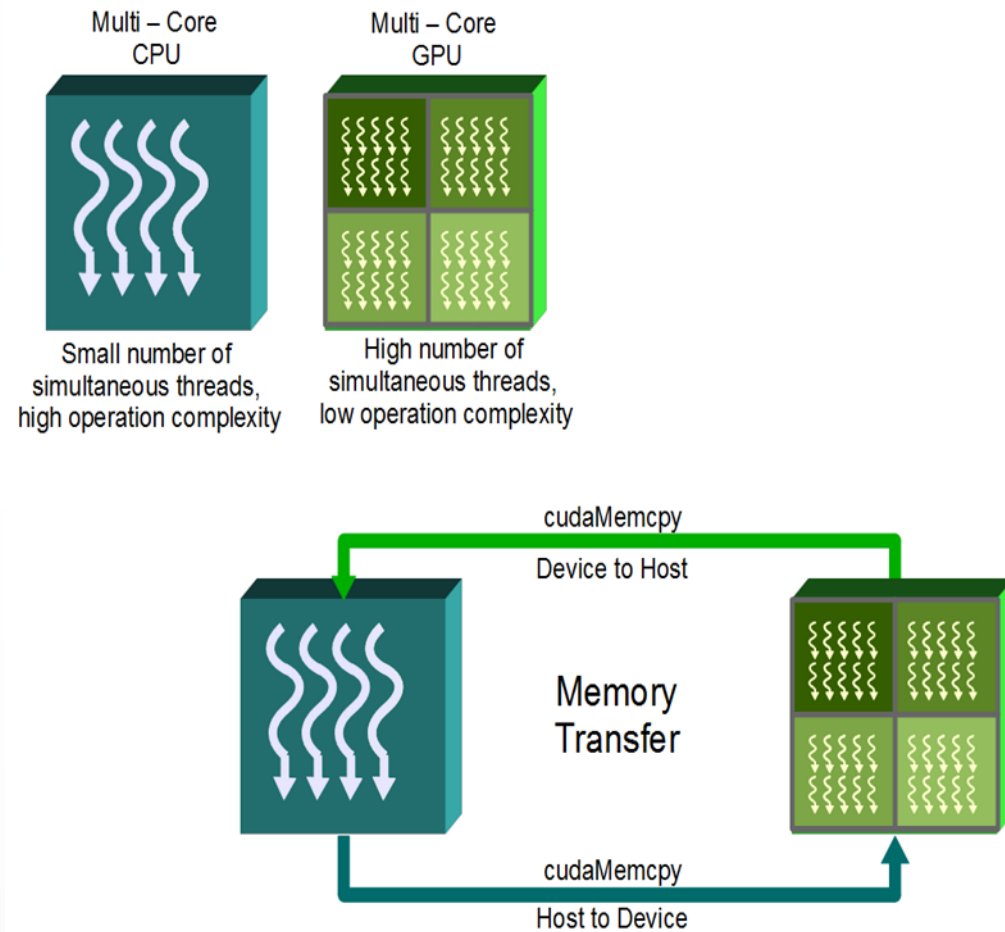 Multi – Core
CPU
Multi – Core
GPU
Small number of
simultaneous threads,
high operation complexity
High number of
simultaneous threads,
low operation complexity
cudaMemcpy
Device to Host
Memory
Transfer
cudaMemcpy
Host to Device